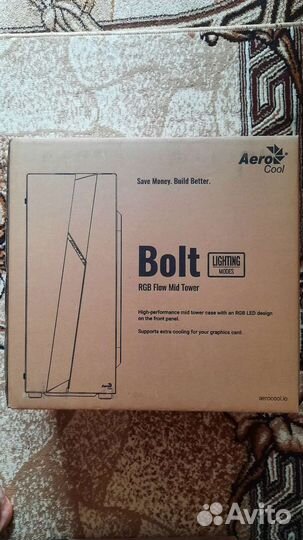 Aero
Cool
Save Money. Build Better.
Bolt
LIGHTING
MODES
RGB Flow Mid Tower
High-performance mid tower case with an RGB LED design
on the front panel.
Supports extra cooling for your graphics card.
aerocool.io
Avito